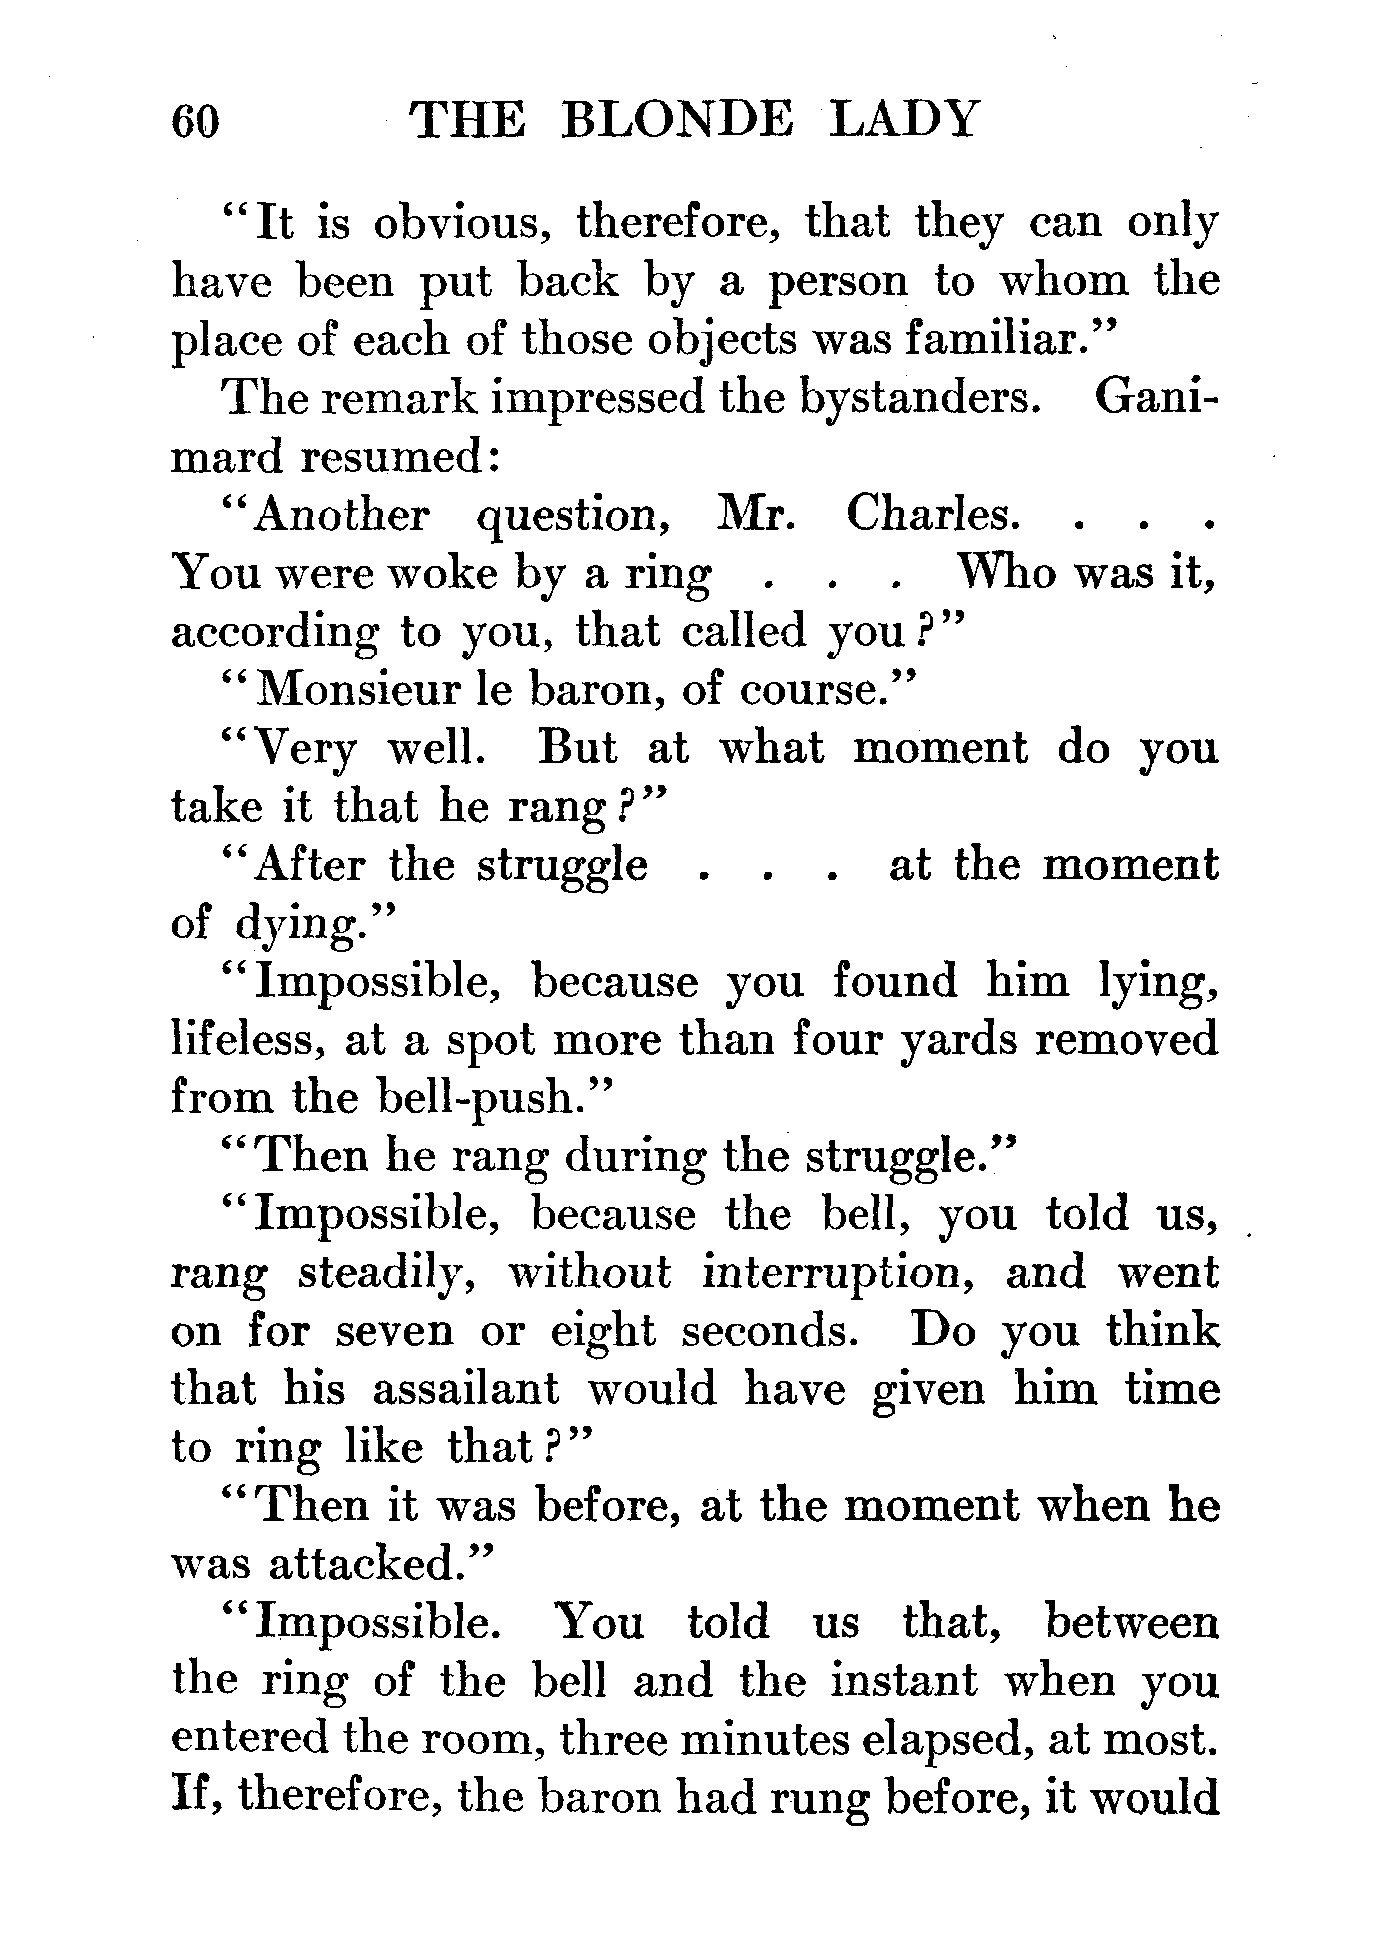 60 THE BLONDE LADY
"It is obvious, therefore, that they can only
have been put back by a person to whom the
place of each of those objects was familiar."
The remark impressed the bystanders. Gani-
mard resumed:
"Another question, Mr. Charles. . . .
You were woke by a ring . . . Who was it,
according to you, that called you?"
"Monsieur le baron, of course."
"Very well. But at what moment do you
take it that he rang?"
"After the struggle . . . at the moment
of dying."
"Impossible, because you found him lying,
lifeless, at a spot more than four yards removed
from the bell-push."
"Then he rang during the struggle."
"Impossible, because the bell, you told us,
rang steadily, without interruption, and went
on for seven or eight seconds. Do you think
that his assailant would have given him time
to ring like that?"
"Then it was before, at the moment when he
was attacked."
"Impossible. You told us that, between
the ring of the bell and the instant when you
entered the room, three minutes elapsed, at most.
If, therefore, the baron had rung before, it would